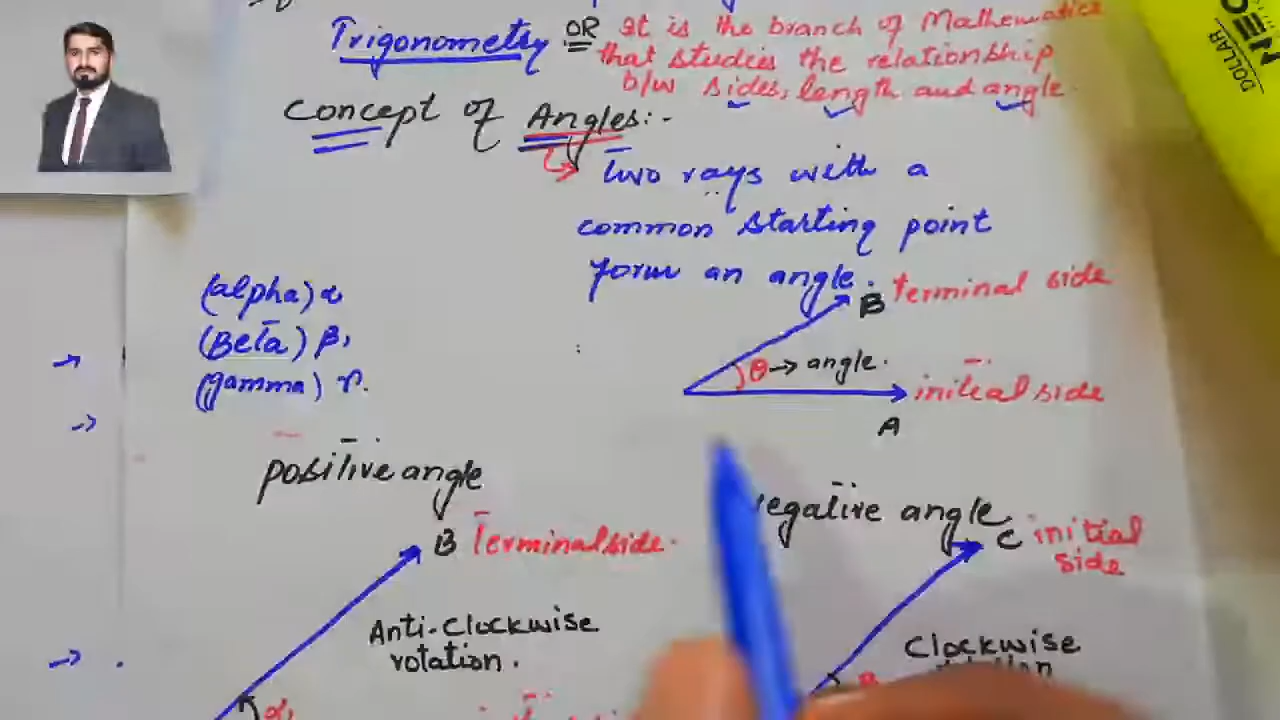 Trigonometry OR It is the branch of Mathematics
that studies the relationship
b/w sides, length and angle.
Concept of Angles:-
Two rays with a
common starting point
form an angle.
B terminal side
θ → angle.
initial side
A
(alpha) α
(Beta) β,
(gamma) γ.
positive angle
B Terminal side.
Anti-Clockwise
rotation.
α,
negative angle
C initial
side
Clockwise
DOLLAR